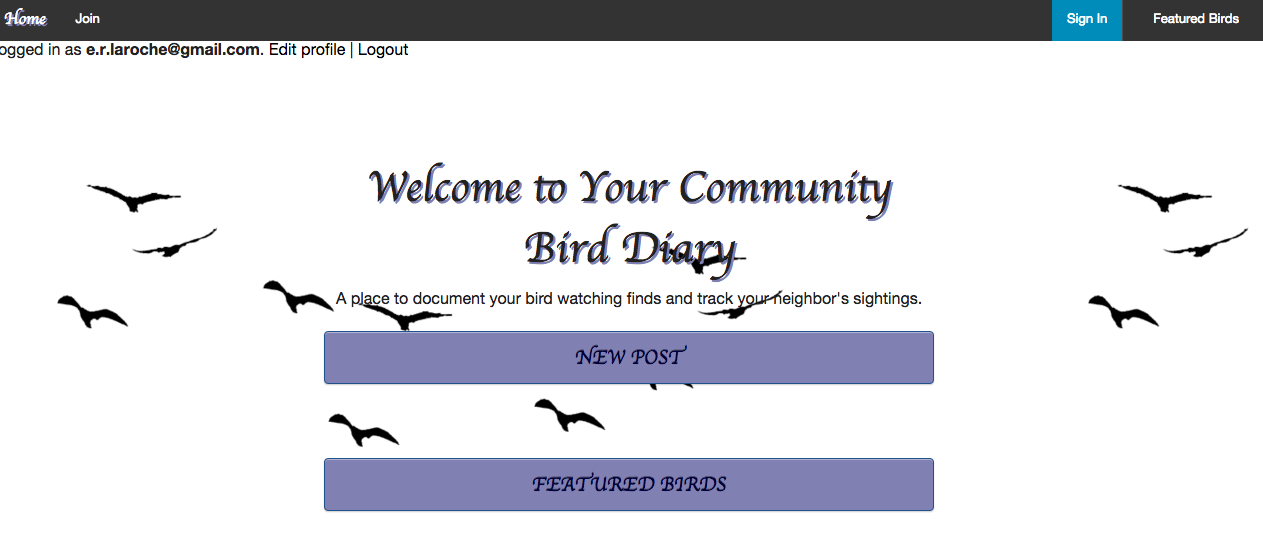 Home Join Sign In Featured Birds
ogged in as e.r.laroche@gmail.com. Edit profile | Logout
Welcome to Your Community
Bird Diary
A place to document your bird watching finds and track your neighbor's sightings.
NEW POST
FEATURED BIRDS